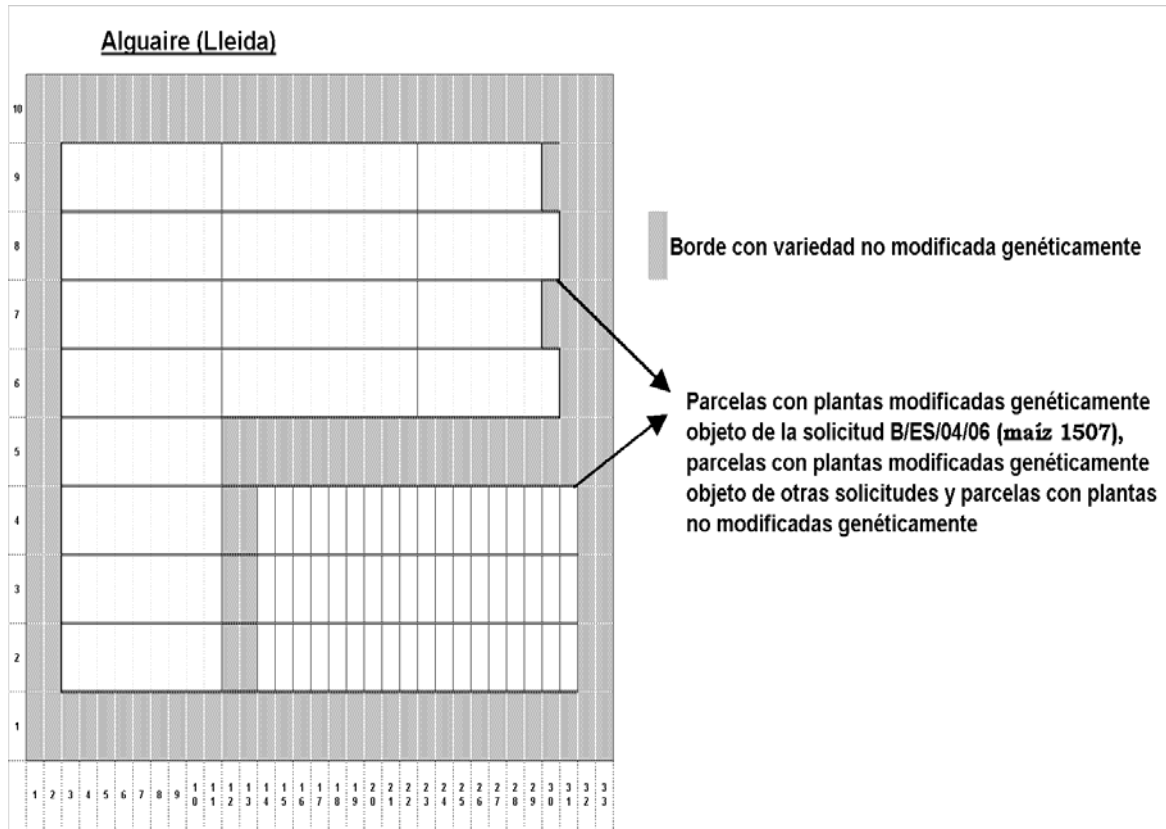 Alguaire (Lleida)
10
9
8
7
6
5
4
3
2
1
Borde con variedad no modificada genéticamente
Parcelas con plantas modificadas genéticamente
objeto de la solicitud B/ES/04/06 (maíz 1507),
parcelas con plantas modificadas genéticamente
objeto de otras solicitudes y parcelas con plantas
no modificadas genéticamente
1 2 3 4 5 6 7 8 9 10 11 12 13 14 15 16 17 18 19 20 21 22 23 24 25 26 27 28 29 30 31 32 33